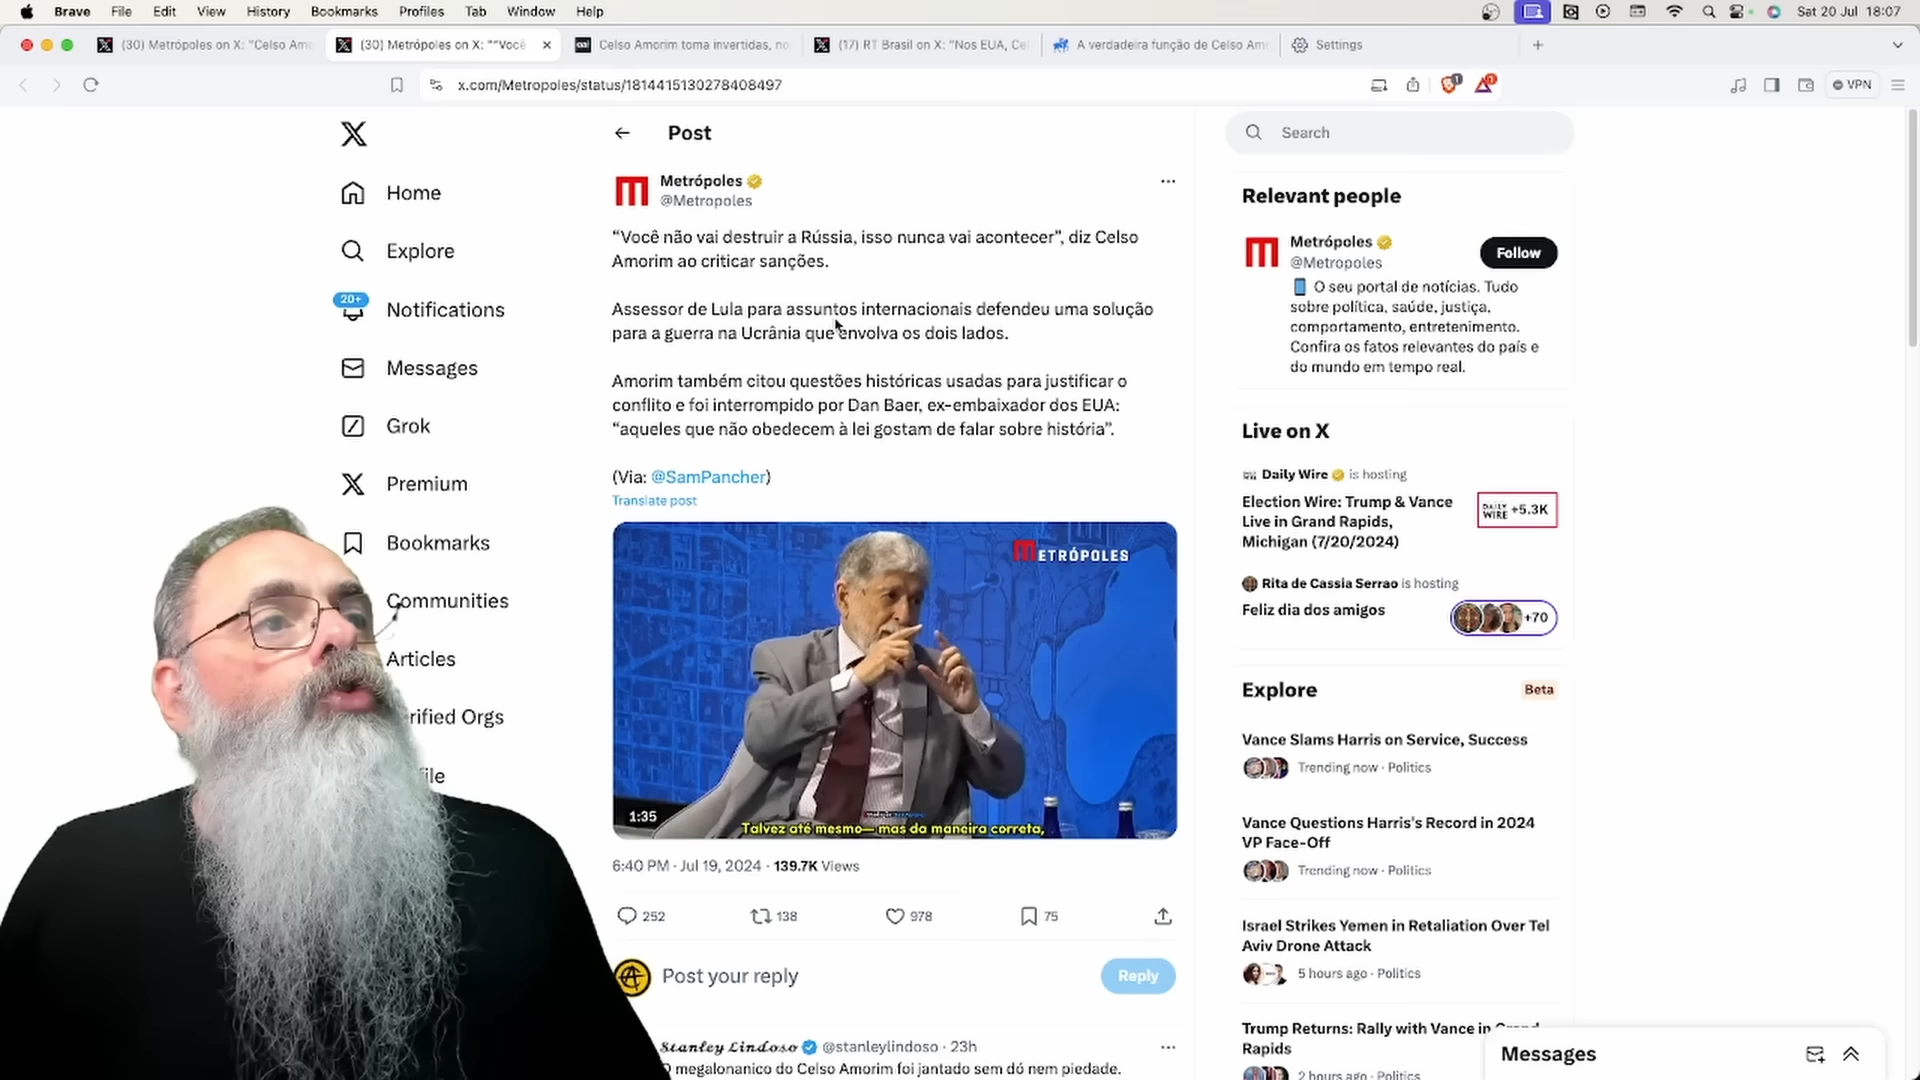 Brave File Edit View History Bookmarks Profiles Tab Window Help
Sat 20 Jul 18:07
(30) Metrópoles on X: "Celso Amo
(30) Metrópoles on X: "“Você
Celso Amorim toma invertidas, no
(17) RT Brasil on X: "Nos EUA, Cel
A verdadeira função de Celso Amo
Settings
x.com/Metropoles/status/1814415130278408497
1
1
VPN
Post
Search
Home
Explore
20+
Notifications
Messages
Grok
Premium
Bookmarks
Communities
Articles
erified Orgs
file
Metrópoles
@Metropoles
“Você não vai destruir a Rússia, isso nunca vai acontecer”, diz Celso
Amorim ao criticar sanções.
Assessor de Lula para assuntos internacionais defendeu uma solução
para a guerra na Ucrânia que envolva os dois lados.
Amorim também citou questões históricas usadas para justificar o
conflito e foi interrompido por Dan Baer, ex-embaixador dos EUA:
“aqueles que não obedecem à lei gostam de falar sobre história”.
(Via: @SamPancher)
Translate post
METRÓPOLES
1:35
Talvez até mesmo— mas da maneira correta,
6:40 PM · Jul 19, 2024 · 139.7K Views
252
138
978
75
Post your reply
Reply
Stanley Lindoso @stanleylindoso · 23h
O megalonanico do Celso Amorim foi jantado sem dó nem piedade.
Relevant people
Metrópoles
@Metropoles
Follow
O seu portal de notícias. Tudo
sobre política, saúde, justiça,
comportamento, entretenimento.
Confira os fatos relevantes do país e
do mundo em tempo real.
Live on X
Daily Wire is hosting
Election Wire: Trump & Vance
Live in Grand Rapids,
Michigan (7/20/2024)
DAILY
WIRE
+5.3K
Rita de Cassia Serrao is hosting
Feliz dia dos amigos
+70
Explore
Beta
Vance Slams Harris on Service, Success
Trending now · Politics
Vance Questions Harris's Record in 2024
VP Face-Off
Trending now · Politics
Israel Strikes Yemen in Retaliation Over Tel
Aviv Drone Attack
5 hours ago · Politics
Trump Returns: Rally with Vance in Grand
Rapids
2 hours ago · Politics
Messages